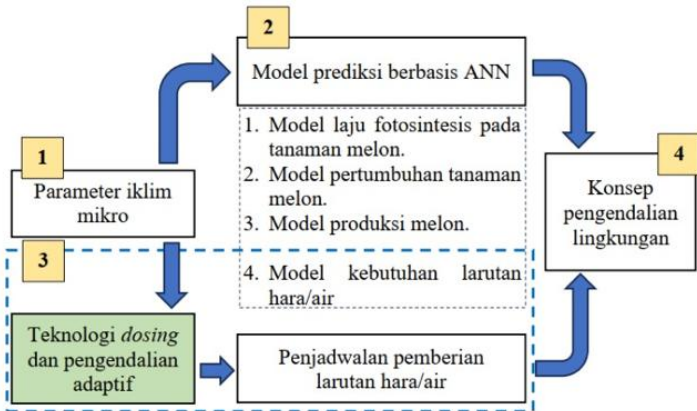 2
Model prediksi berbasis ANN
1. Model laju fotosintesis pada
tanaman melon.
2. Model pertumbuhan tanaman
melon.
3. Model produksi melon.
4. Model kebutuhan larutan
hara/air
1
Parameter iklim
mikro
4
Konsep
pengendalian
lingkungan
3
Teknologi dosing
dan pengendalian
adaptif
Penjadwalan pemberian
larutan hara/air